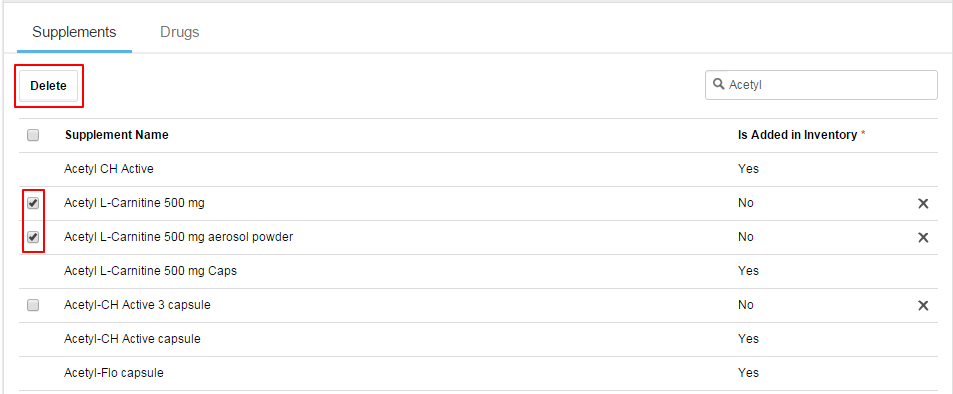 Supplements Drugs
Delete Acetyl
Supplement Name Is Added in Inventory *
Acetyl CH Active Yes
Acetyl L-Carnitine 500 mg No
Acetyl L-Carnitine 500 mg aerosol powder No
Acetyl L-Carnitine 500 mg Caps Yes
Acetyl-CH Active 3 capsule No
Acetyl-CH Active capsule Yes
Acetyl-Flo capsule Yes